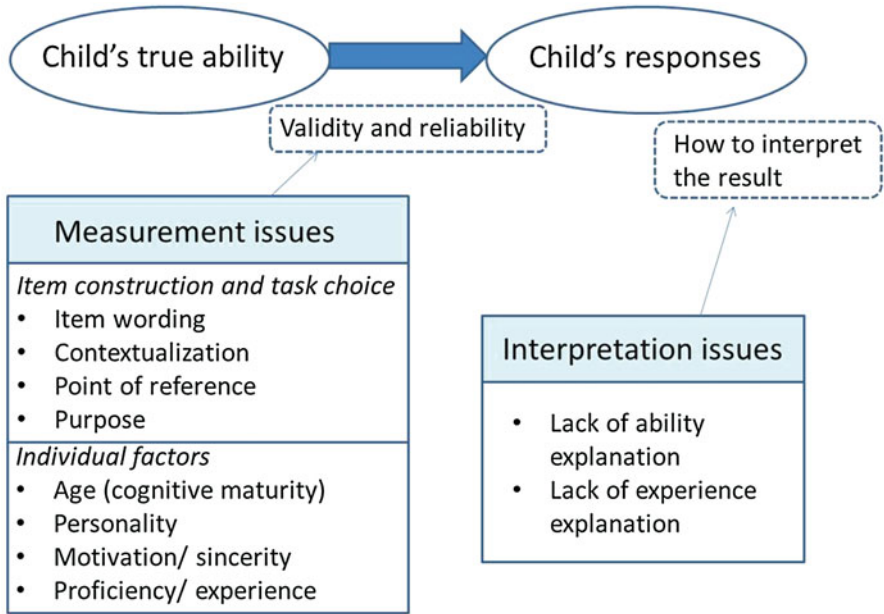 Child's true ability
Child's responses
Validity and reliability
How to interpret
the result
Measurement issues
Item construction and task choice
• Item wording
• Contextualization
• Point of reference
• Purpose
Individual factors
• Age (cognitive maturity)
• Personality
• Motivation/ sincerity
• Proficiency/ experience
Interpretation issues
• Lack of ability
explanation
• Lack of experience
explanation